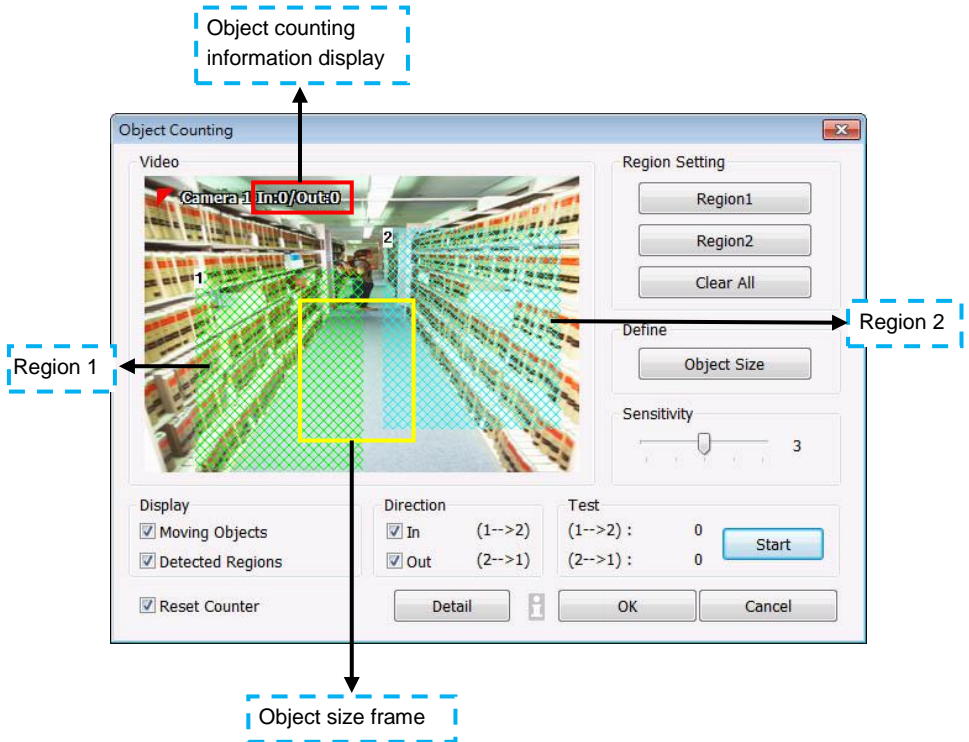 Object counting
information display
Object Counting
Video
Region Setting
Camera 1 In:0/Out:0
Region1
2
Region2
1
Clear All
Region 2
Define
Region 1
Object Size
Sensitivity
3
Display
Direction
Test
Moving Objects
In (1-->2)
(1-->2) : 0
Start
Detected Regions
Out (2-->1)
(2-->1) : 0
Reset Counter
Detail
OK
Cancel
Object size frame